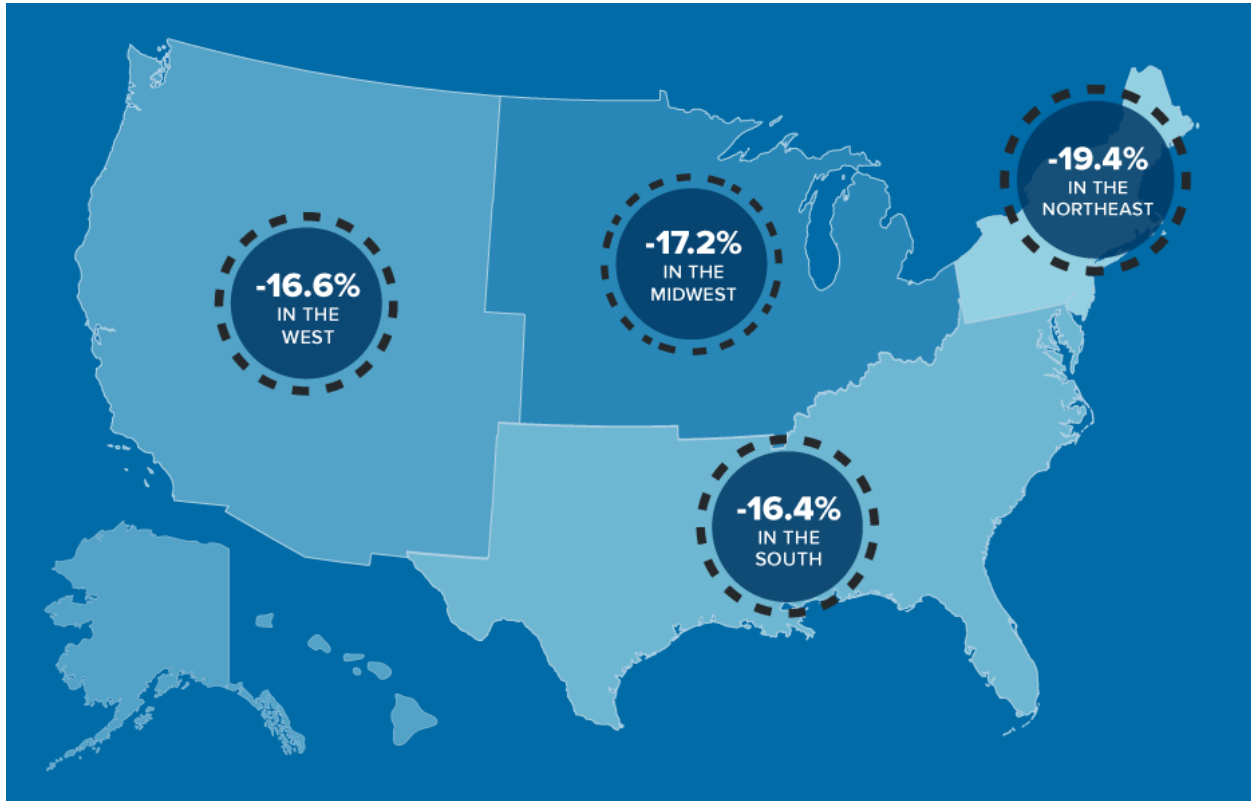 -19.4%
IN THE
NORTHEAST
-17.2%
IN THE
MIDWEST
-16.6%
IN THE
WEST
-16.4%
IN THE
SOUTH